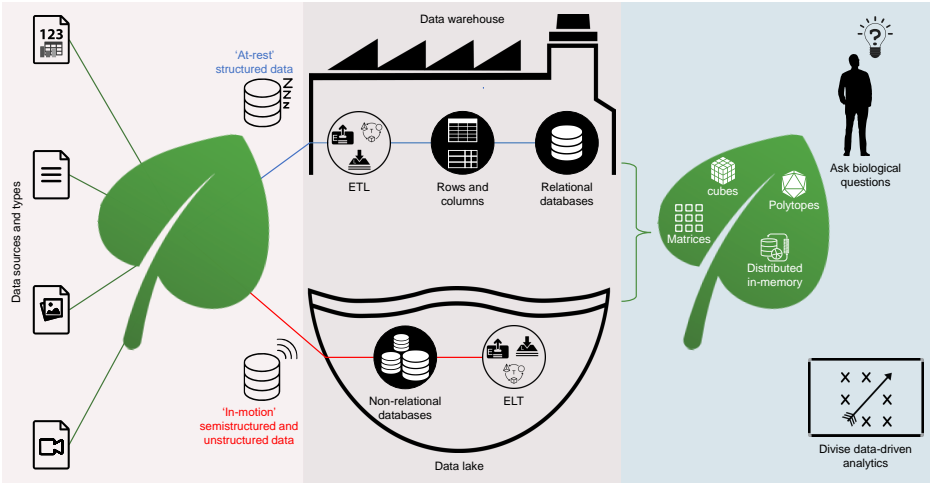 Data sources and types
123
'At-rest'
structured data
z
z
z
z
'In-motion'
semistructured and
unstructured data
Data warehouse
ETL
Rows and
columns
Relational
databases
Non-relational
databases
ELT
Data lake
cubes
Polytopes
Matrices
Distributed
in-memory
?
Ask biological
questions
X X
X X
X X
Divise data-driven
analytics